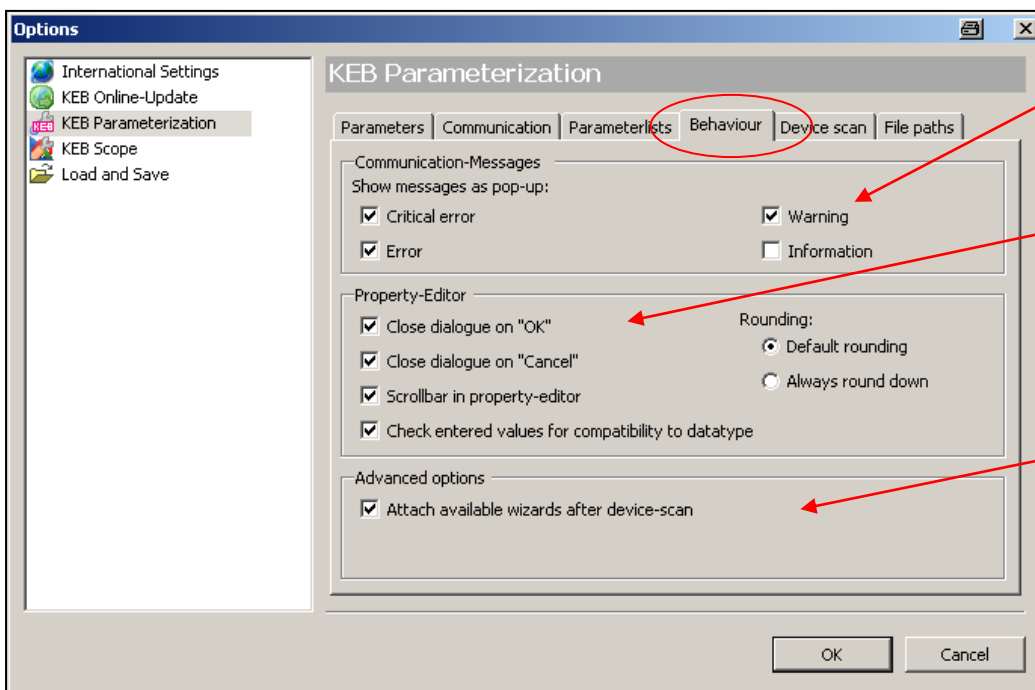 Options
International Settings
KEB Online-Update
KEB Parameterization
KEB Scope
Load and Save
KEB Parameterization
Parameters Communication Parameterlists Behaviour Device scan File paths
Communication-Messages
Show messages as pop-up:
Critical error Warning
Error Information
Property-Editor
Close dialogue on "OK"
Close dialogue on "Cancel"
Scrollbar in property-editor
Check entered values for compatibility to datatype
Rounding:
Default rounding
Always round down
Advanced options
Attach available wizards after device-scan
OK Cancel